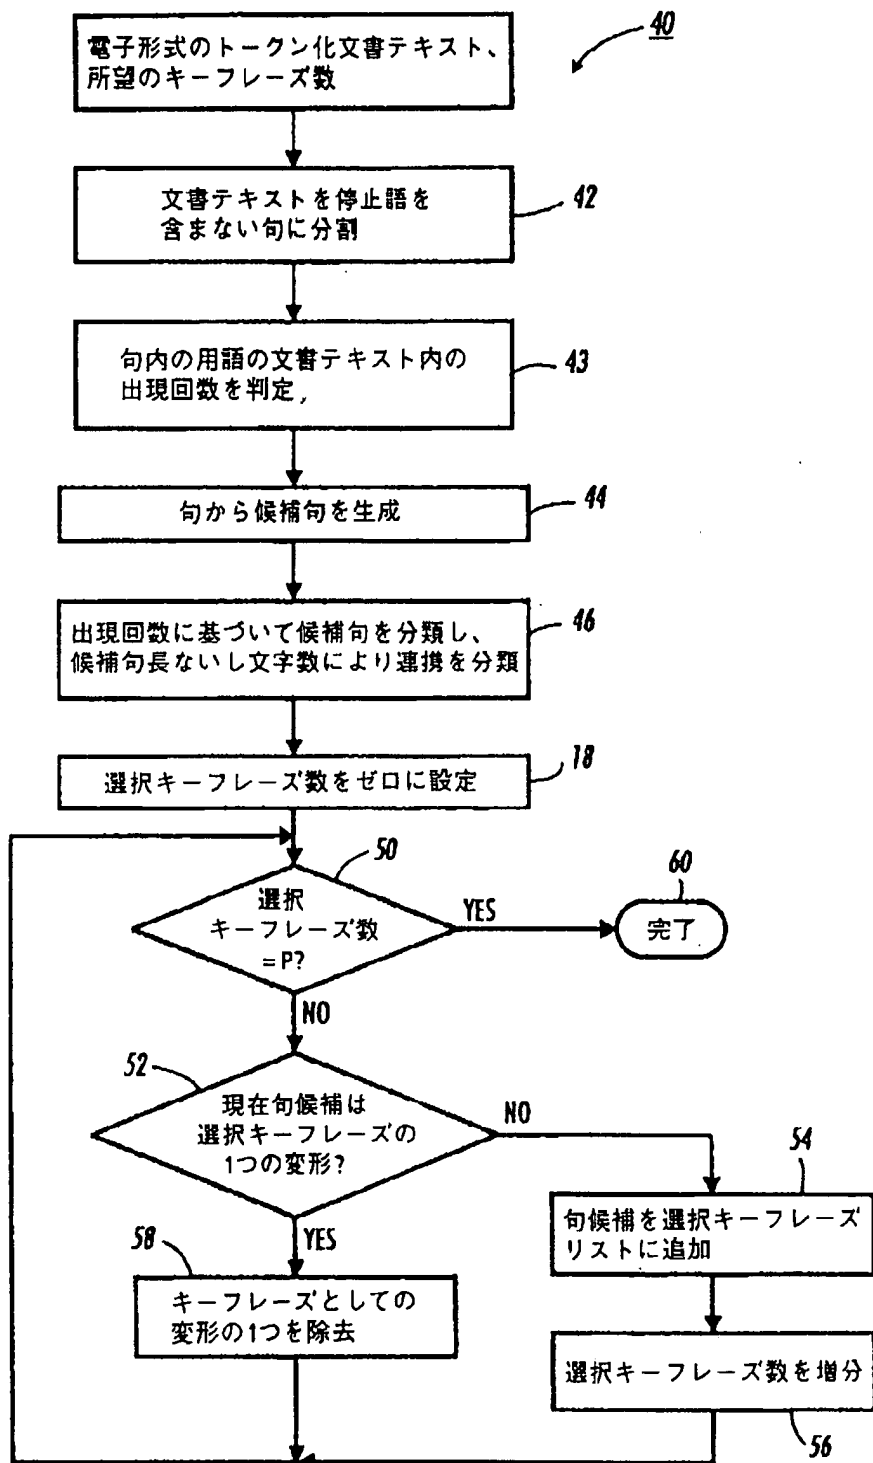 40
電子形式のトークン化文書テキスト、
所望のキーフレーズ数
文書テキストを停止語を
含まない句に分割
42
句内の用語の文書テキスト内の
出現回数を判定,
43
句から候補句を生成
44
出現回数に基づいて候補句を分類し、
候補句長ないし文字数により連携を分類
46
選択キーフレーズ数をゼロに設定
18
50
選択
キーフレーズ数
=P?
YES
60
完了
NO
52
現在句候補は
選択キーフレーズの
1つの変形?
NO
54
句候補を選択キーフレーズ
リストに追加
YES
58
キーフレーズとしての
変形の1つを除去
選択キーフレーズ数を増分
56